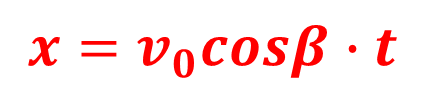 x = v₀cosβ · t